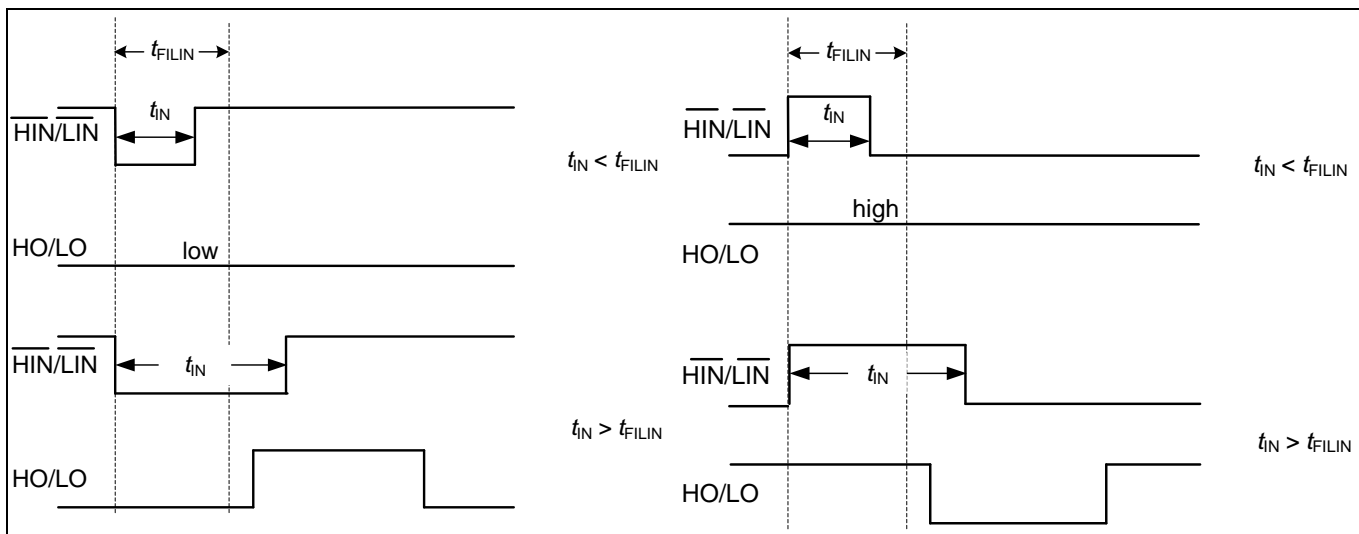 tFILIN
tIN
HIN/LIN
tIN < tFILIN
HO/LO
low
HIN/LIN
tIN
tIN > tFILIN
HO/LO
tFILIN
tIN
HIN/LIN
tIN < tFILIN
high
HO/LO
HIN/LIN
tIN
tIN > tFILIN
HO/LO